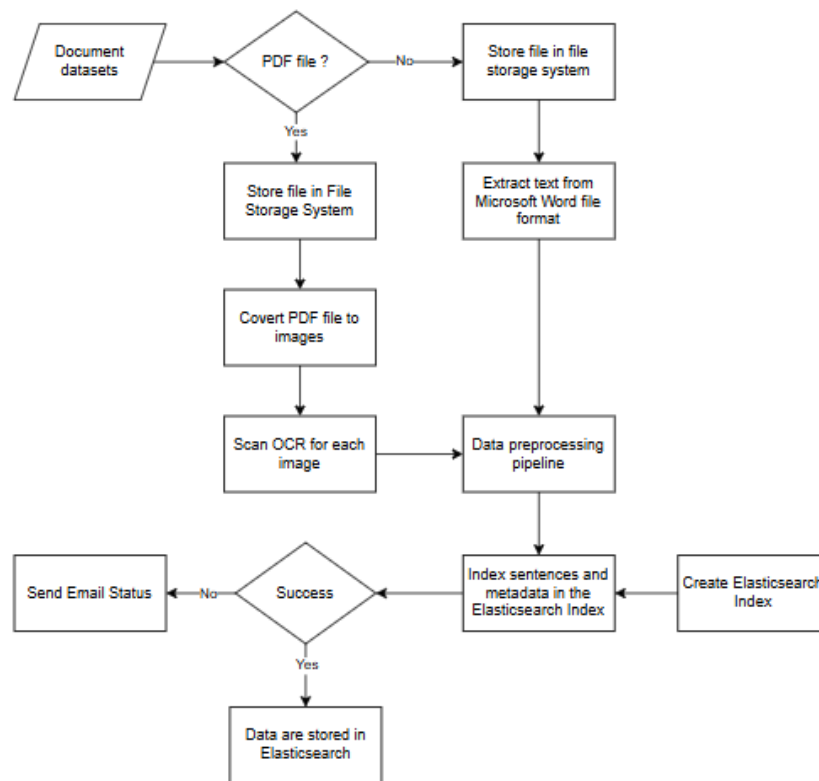 Document
datasets
PDF file ?
No
Store file in file
storage system
Yes
Store file in File
Storage System
Extract text from
Microsoft Word file
format
Covert PDF file to
images
Scan OCR for each
image
Data preprocessing
pipeline
Send Email Status
No
Success
Index sentences and
metadata in the
Elasticsearch Index
Create Elasticsearch
Index
Yes
Data are stored in
Elasticsearch